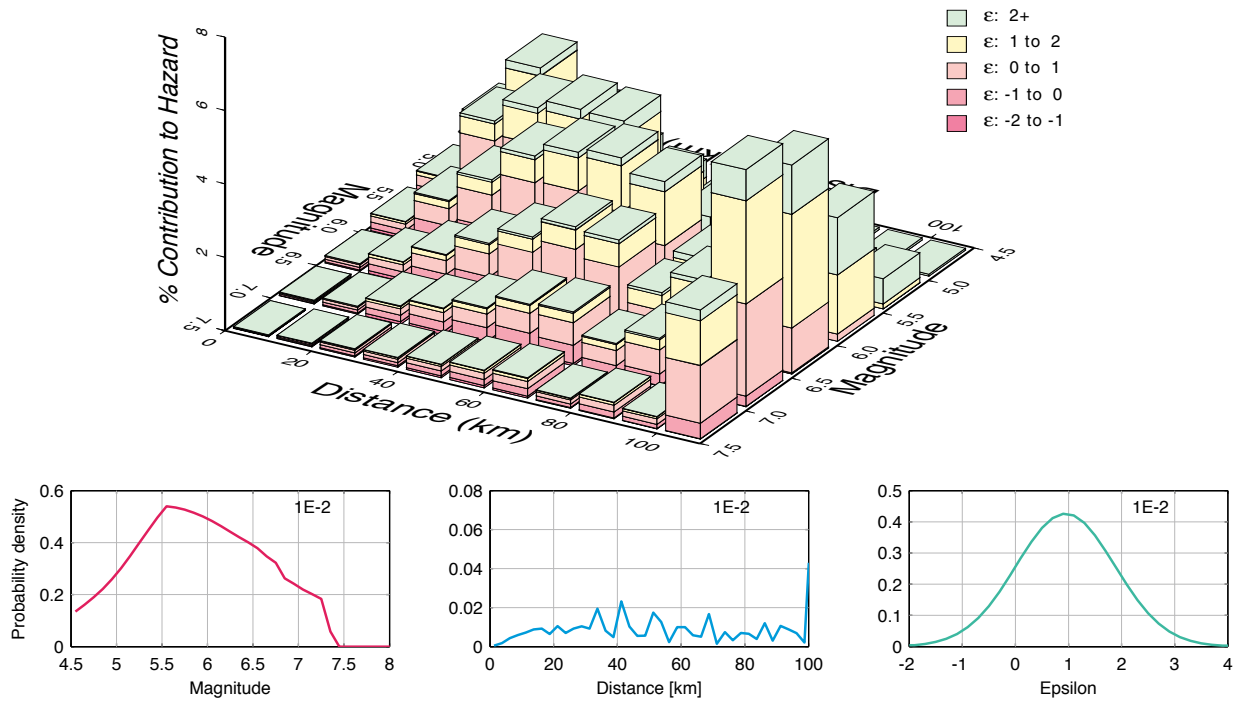 ε: 2+
ε: 1 to 2
ε: 0 to 1
ε: -1 to 0
ε: -2 to -1
% Contribution to Hazard
8
6
4
2
0
Magnitude
5.0
5.5
6.0
6.5
7.0
7.5
0
20
40
60
80
100
Distance (km)
7.5
7.0
6.5
6.0
5.5
5.0
4.5
Magnitude
100
km)
Probability density
0.6
0.4
0.2
0
1E-2
4.5 5 5.5 6 6.5 7 7.5 8
Magnitude
0.08
0.06
0.04
0.02
0
1E-2
0 20 40 60 80 100
Distance [km]
0.5
0.4
0.3
0.2
0.1
0
1E-2
-2 -1 0 1 2 3 4
Epsilon